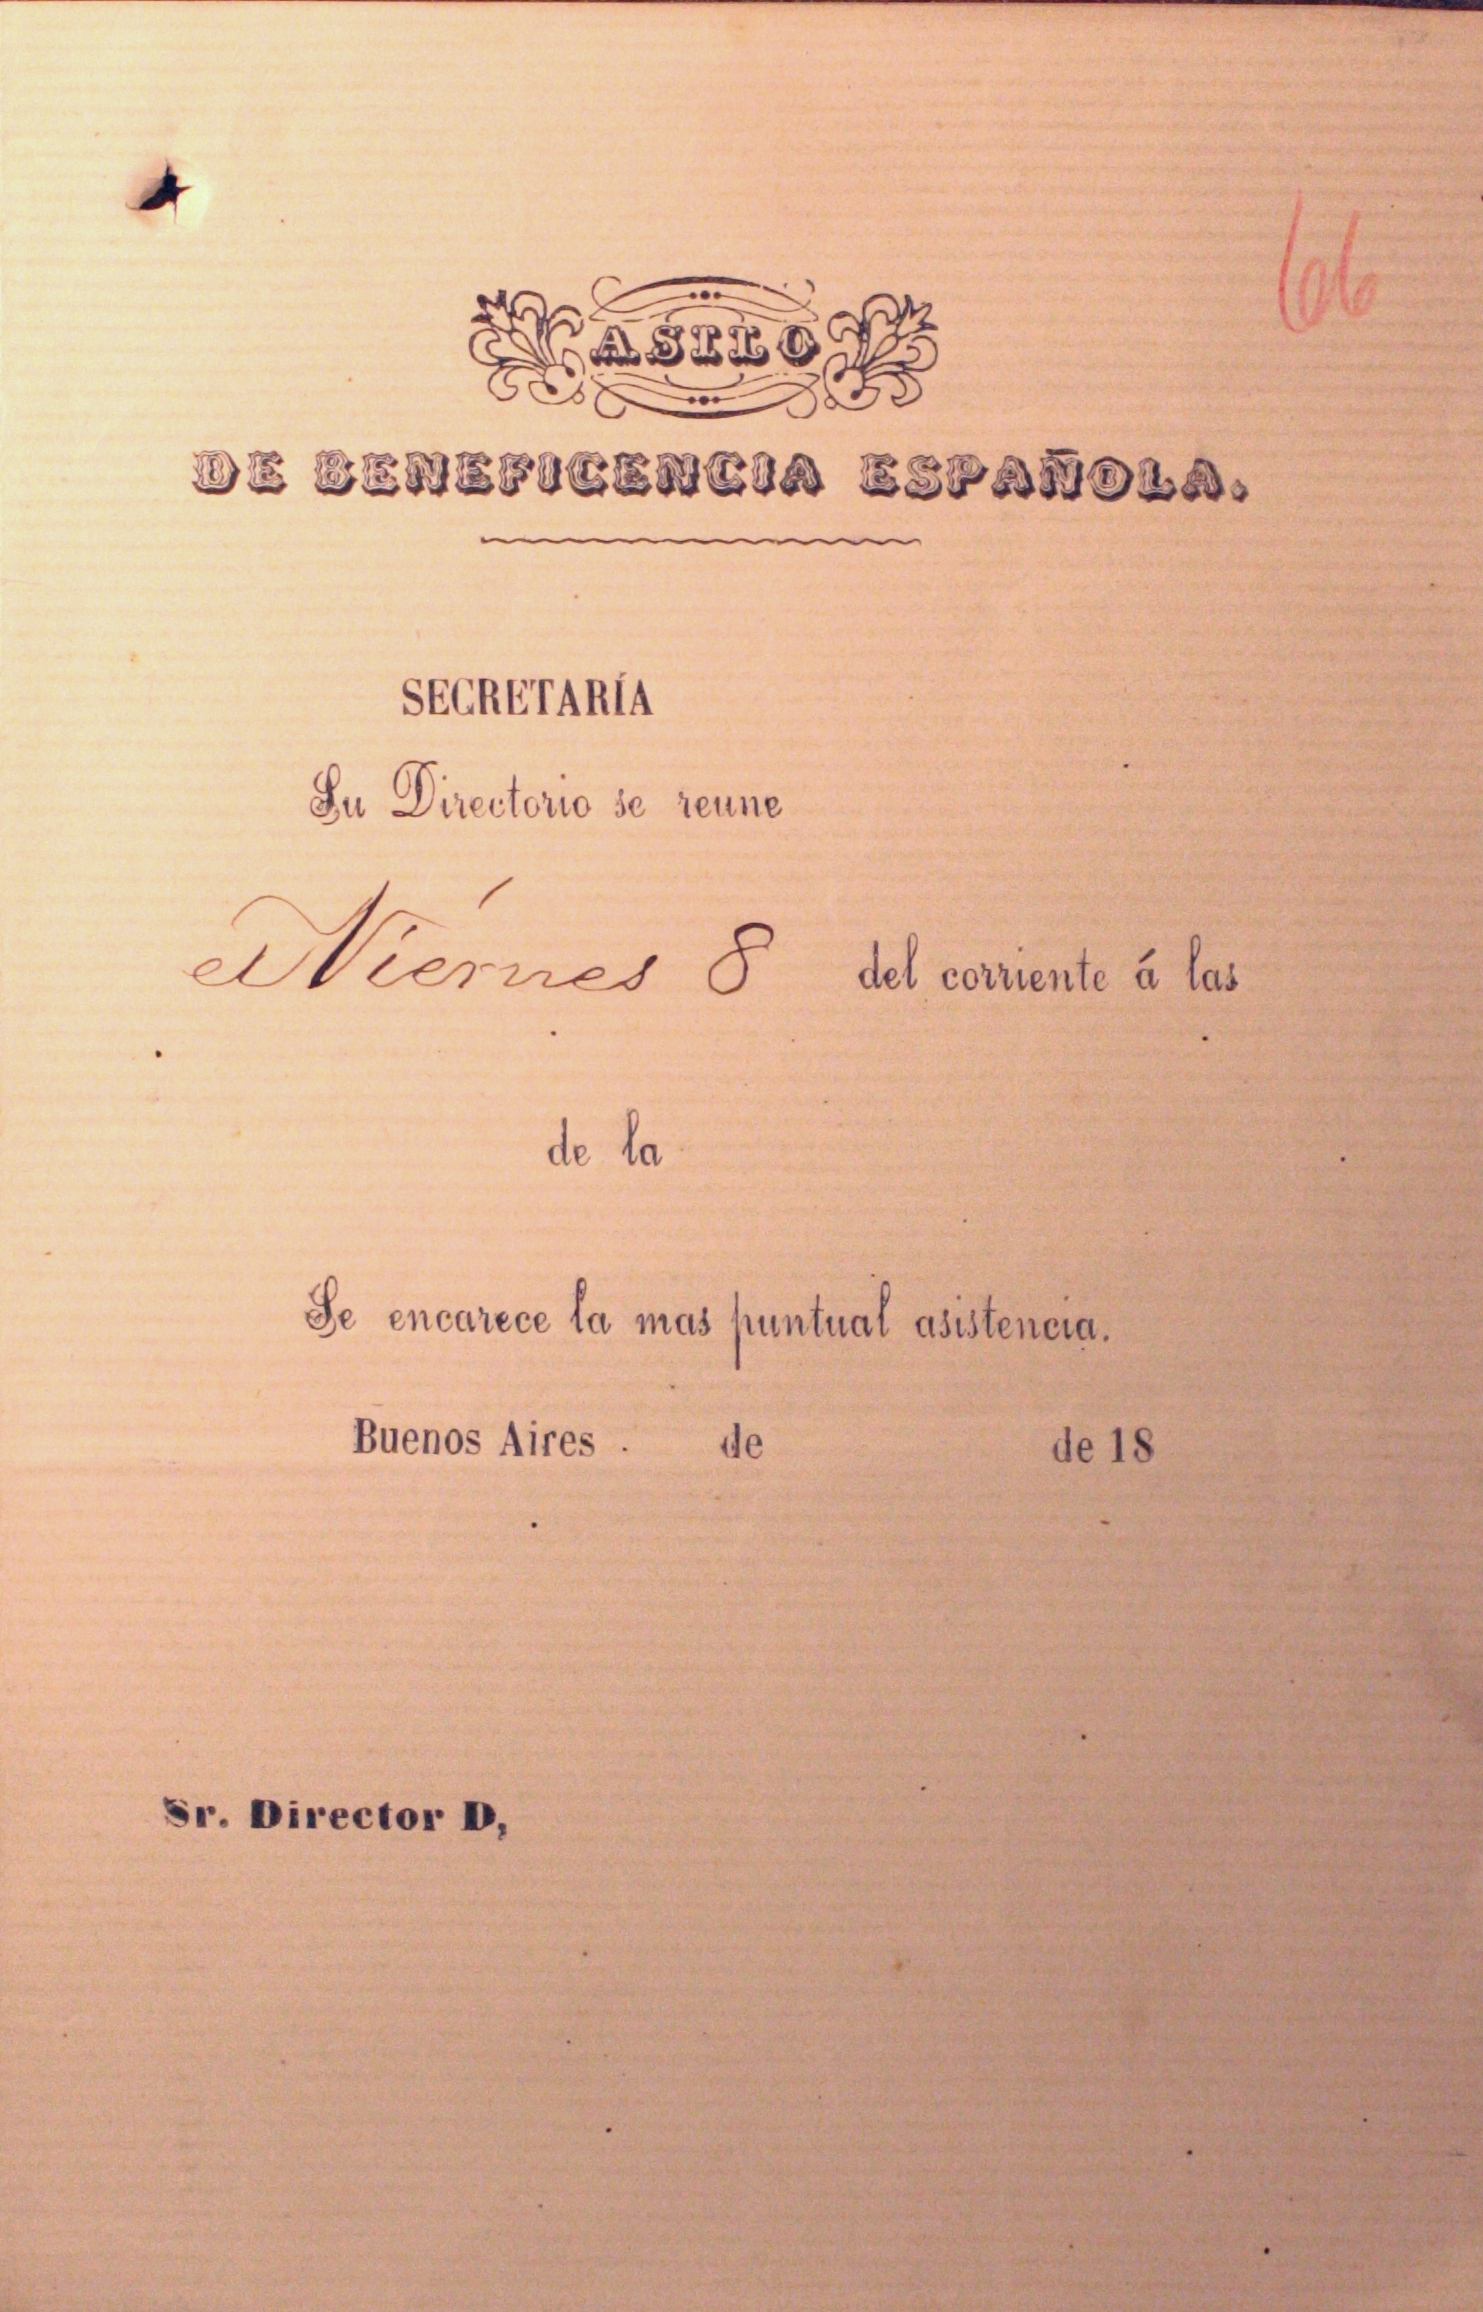 66
ASILO
DE BENEFICENCIA ESPAÑOLA.
SECRETARÍA
Su Directorio se reune
el Viérnes 8 del corriente á las
de la
Se encarece la mas puntual asistencia.
Buenos Aires de de 18
Sr. Director D,